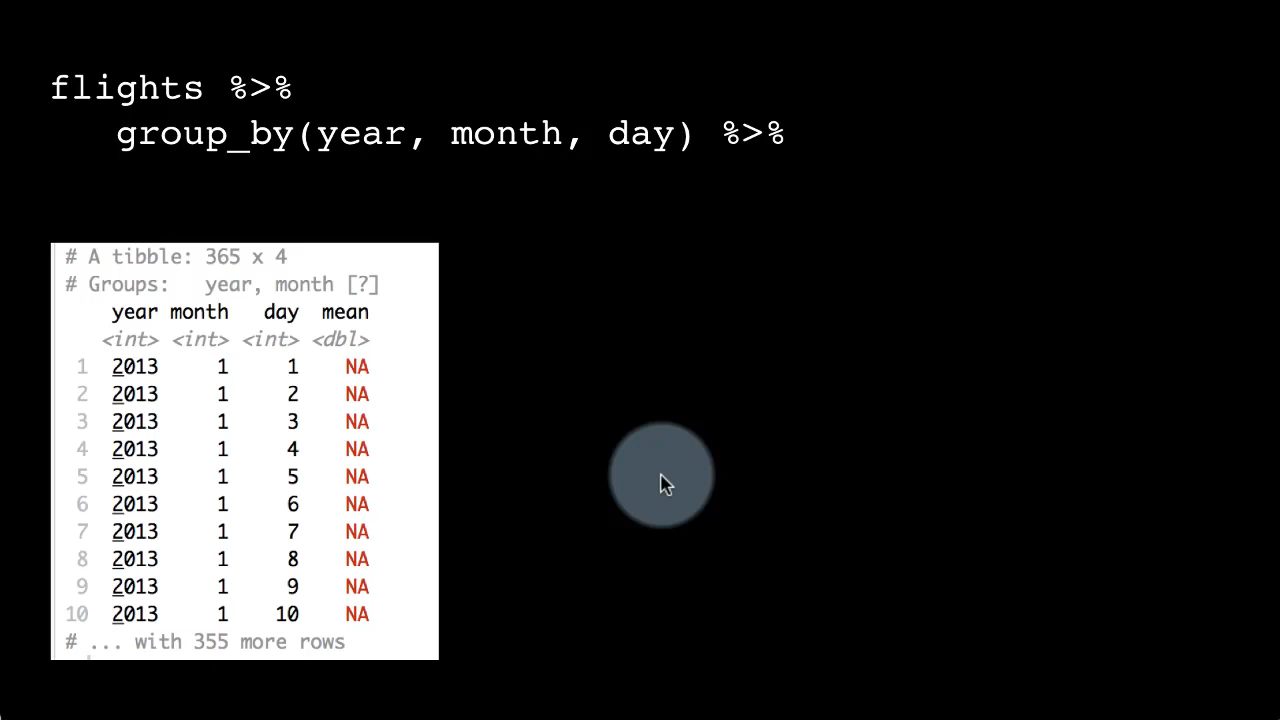 flights %>%
group_by(year, month, day) %>%
# A tibble: 365 x 4
# Groups: year, month [?]
year month day mean
<int> <int> <int> <dbl>
1 2013 1 1 NA
2 2013 1 2 NA
3 2013 1 3 NA
4 2013 1 4 NA
5 2013 1 5 NA
6 2013 1 6 NA
7 2013 1 7 NA
8 2013 1 8 NA
9 2013 1 9 NA
10 2013 1 10 NA
# ... with 355 more rows